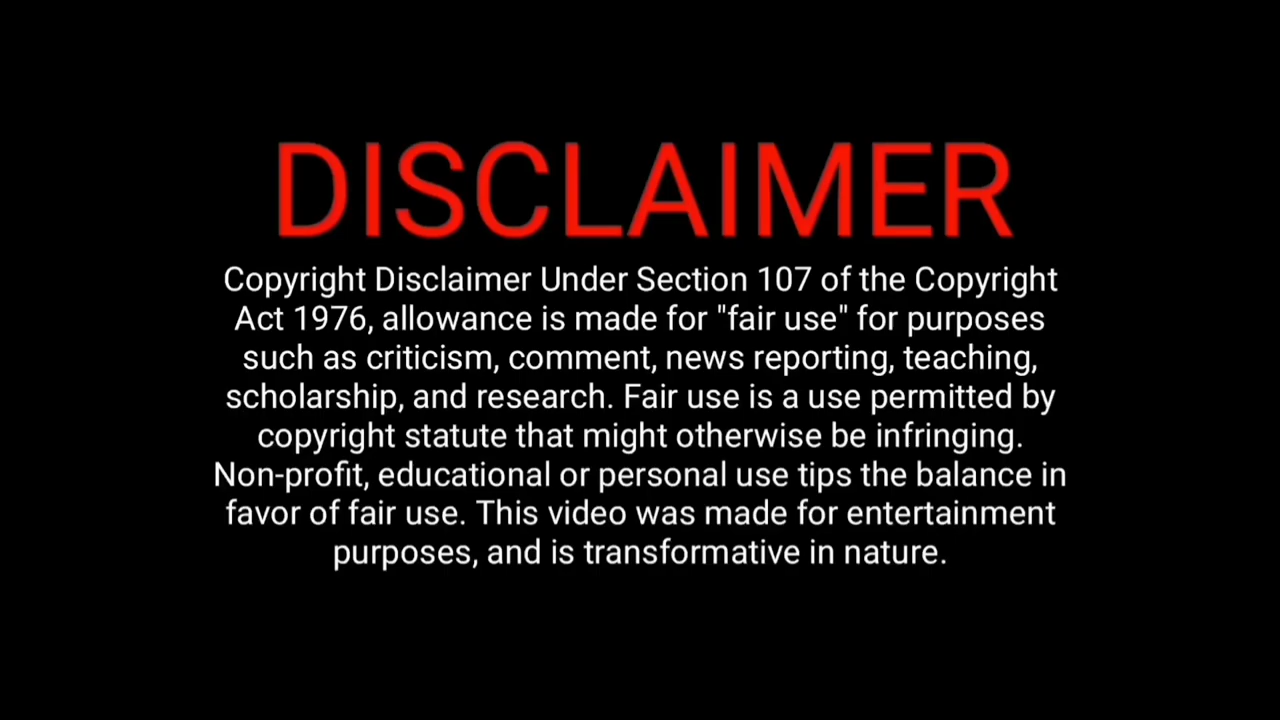 DISCLAIMER
Copyright Disclaimer Under Section 107 of the Copyright
Act 1976, allowance is made for "fair use" for purposes
such as criticism, comment, news reporting, teaching,
scholarship, and research. Fair use is a use permitted by
copyright statute that might otherwise be infringing.
Non-profit, educational or personal use tips the balance in
favor of fair use. This video was made for entertainment
purposes, and is transformative in nature.